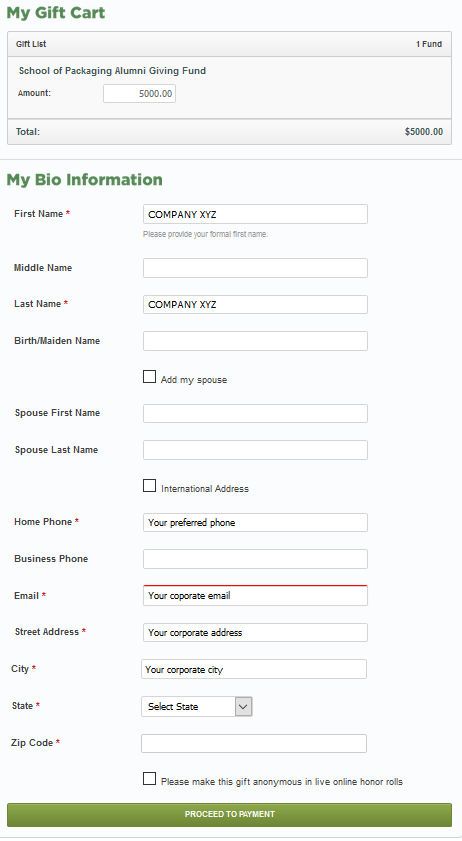 My Gift Cart
Gift List 1 Fund
School of Packaging Alumni Giving Fund
Amount: 5000.00
Total: $5000.00
My Bio Information
First Name * COMPANY XYZ
Please provide your formal first name.
Middle Name
Last Name * COMPANY XYZ
Birth/Maiden Name
Add my spouse
Spouse First Name
Spouse Last Name
International Address
Home Phone * Your preferred phone
Business Phone
Email * Your coporate email
Street Address * Your corporate address
City * Your corporate city
State * Select State
Zip Code *
Please make this gift anonymous in live online honor rolls
PROCEED TO PAYMENT